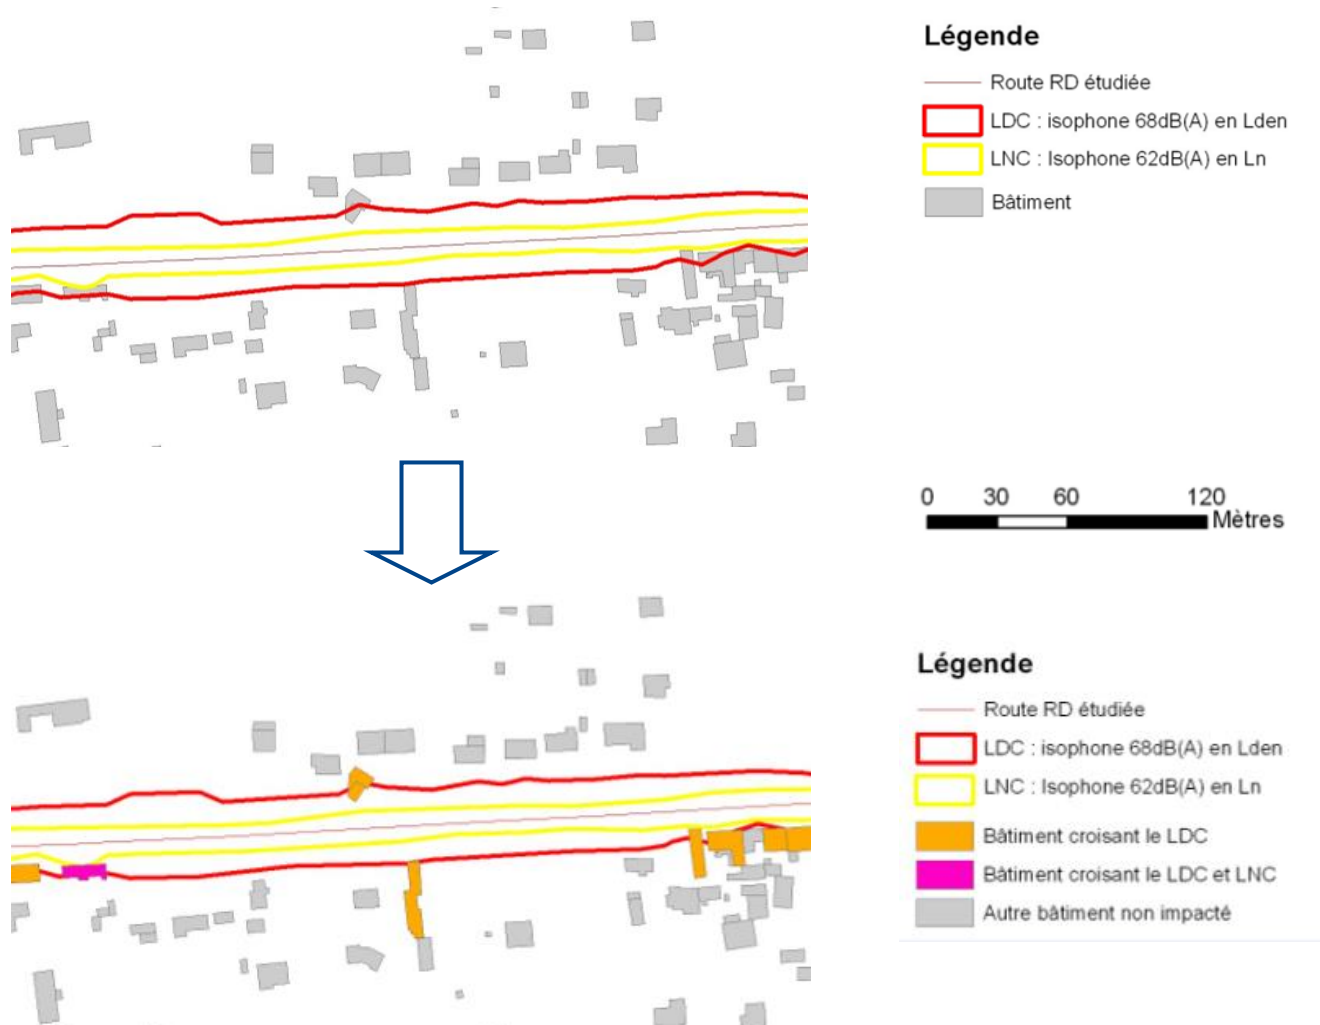 Légende
Route RD étudiée
LDC : isophone 68dB(A) en Lden
LNC : Isophone 62dB(A) en Ln
Bâtiment
0 30 60 120
Mètres
Légende
Route RD étudiée
LDC : isophone 68dB(A) en Lden
LNC : Isophone 62dB(A) en Ln
Bâtiment croisant le LDC
Bâtiment croisant le LDC et LNC
Autre bâtiment non impacté